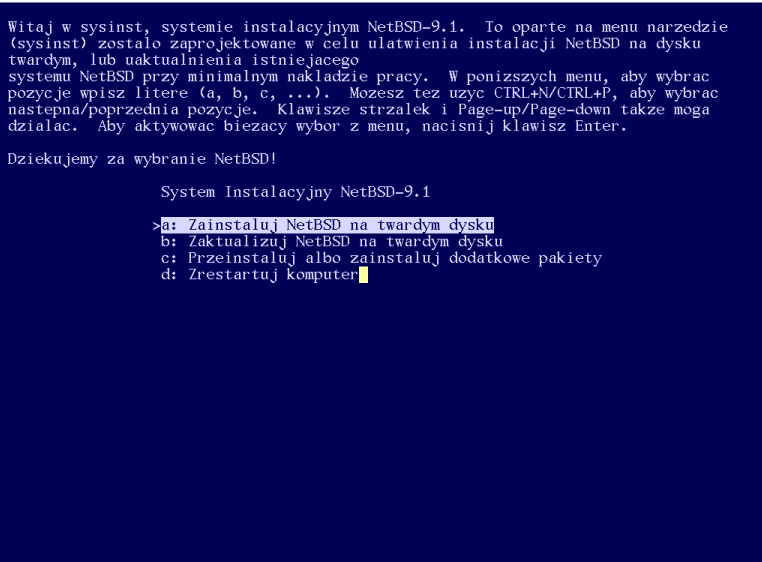 Witaj w sysinst, systemie instalacyjnym NetBSD-9.1.  To oparte na menu narzedzie
(sysinst) zostalo zaprojektowane w celu ulatwienia instalacji NetBSD na dysku
twardym, lub uaktualnienia istniejacego
systemu NetBSD przy minimalnym nakladzie pracy.  W ponizszych menu, aby wybrac
pozycje wpisz litere (a, b, c, ...).  Mozesz tez uzyc CTRL+N/CTRL+P, aby wybrac
nastepna/poprzednia pozycje.  Klawisze strzalek i Page-up/Page-down takze moga
dzialac.  Aby aktywowac biezacy wybor z menu, nacisnij klawisz Enter.
Dziekujemy za wybranie NetBSD!
System Instalacyjny NetBSD-9.1
>a: Zainstaluj NetBSD na twardym dysku
b: Zaktualizuj NetBSD na twardym dysku
c: Przeinstaluj albo zainstaluj dodatkowe pakiety
d: Zrestartuj komputer